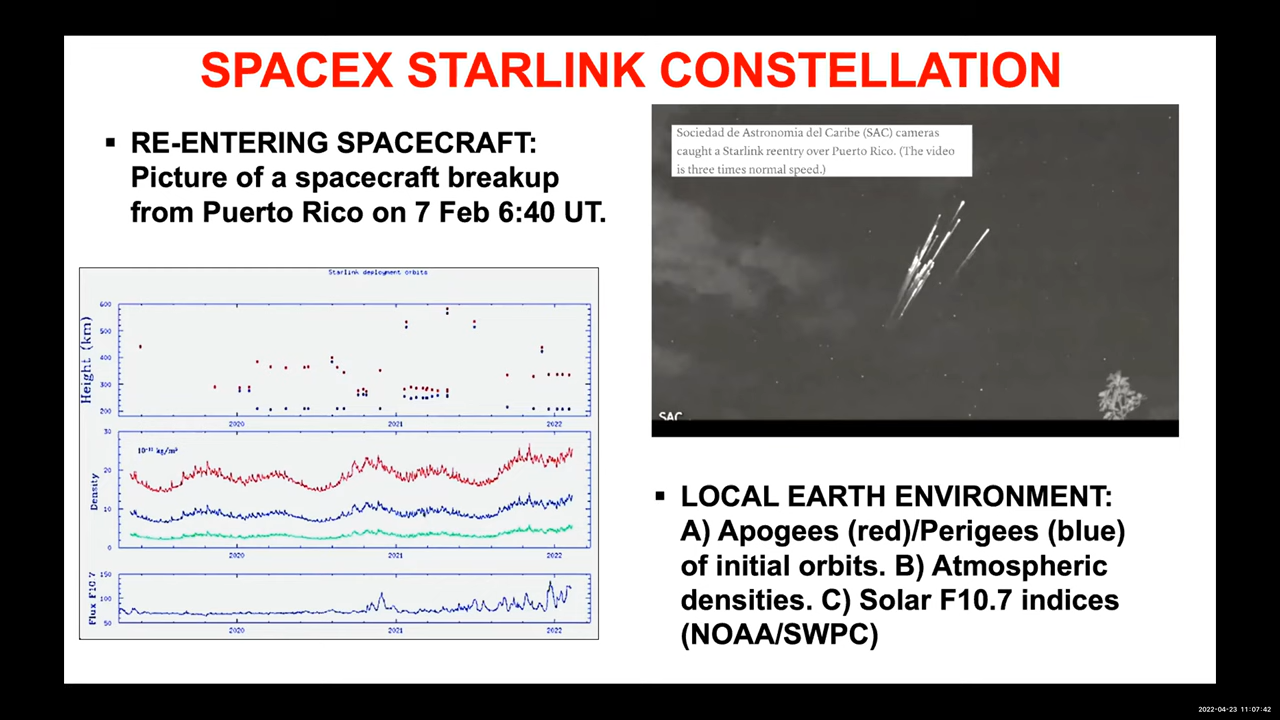 SPACEX STARLINK CONSTELLATION
▪ RE-ENTERING SPACECRAFT:
Picture of a spacecraft breakup
from Puerto Rico on 7 Feb 6:40 UT.
Sociedad de Astronomia del Caribe (SAC) cameras
caught a Starlink reentry over Puerto Rico. (The video
is three times normal speed.)
SAC
Starlink deployment orbits
Height (km)
600
500
400
300
200
2020 2021 2022
Density
10⁻¹¹ kg/m³
30
20
10
0
2020 2021 2022
Flux F10 7
150
100
50
2020 2021 2022
▪ LOCAL EARTH ENVIRONMENT:
A) Apogees (red)/Perigees (blue)
of initial orbits. B) Atmospheric
densities. C) Solar F10.7 indices
(NOAA/SWPC)
2022-04-23 11:07:42